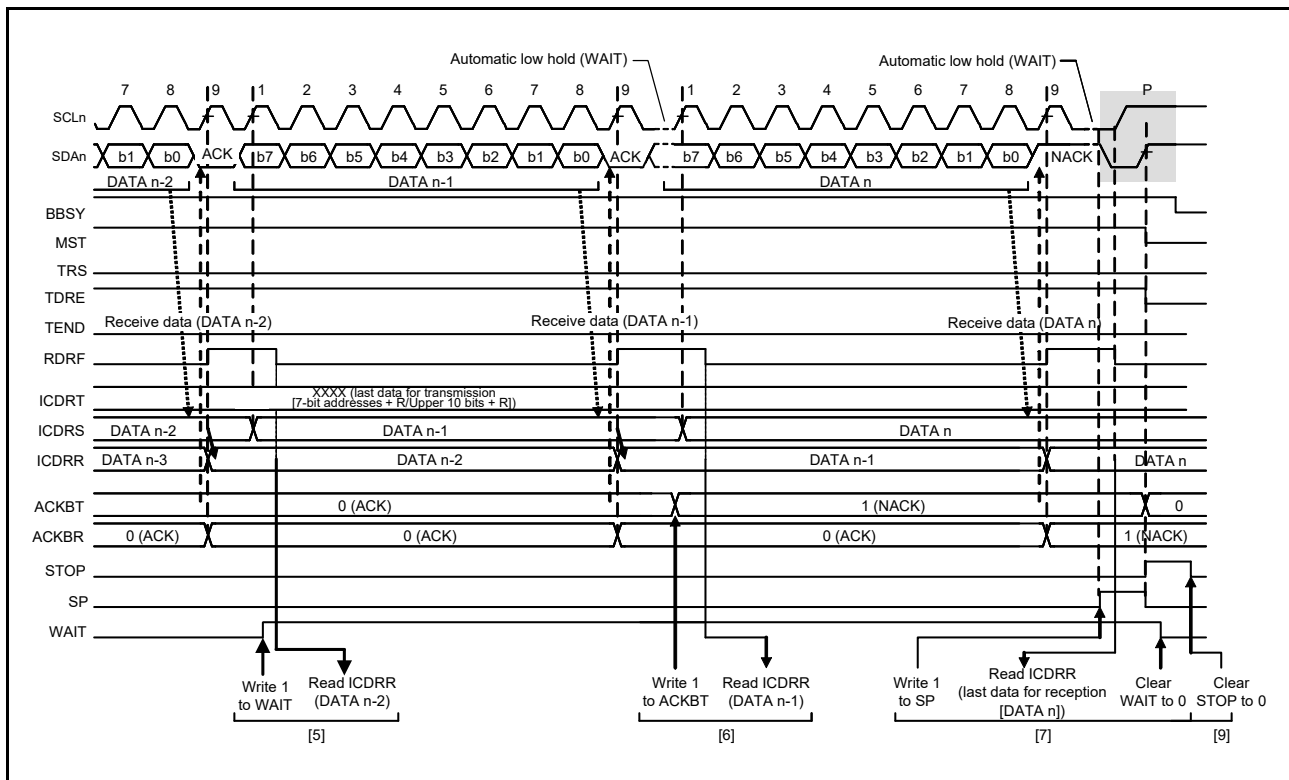 Automatic low hold (WAIT)
Automatic low hold (WAIT)
7 8 9 1 2 3 4 5 6 7 8 9 1 2 3 4 5 6 7 8 9 P
SCLn
SDAn b1 b0 ACK b7 b6 b5 b4 b3 b2 b1 b0 ACK b7 b6 b5 b4 b3 b2 b1 b0 NACK
DATA n-2 DATA n-1 DATA n
BBSY
MST
TRS
TDRE
Receive data (DATA n-2) Receive data (DATA n-1) Receive data (DATA n)
TEND
RDRF
XXXX (last data for transmission
ICDRT [7-bit addresses + R/Upper 10 bits + R])
ICDRS DATA n-2 DATA n-1 DATA n
ICDRR DATA n-3 DATA n-2 DATA n-1 DATA n
ACKBT 0 (ACK) 1 (NACK) 0
ACKBR 0 (ACK) 0 (ACK) 0 (ACK) 1 (NACK)
STOP
SP
WAIT
Write 1
to WAIT
Read ICDRR
(DATA n-2)
[5]
Write 1
to ACKBT
Read ICDRR
(DATA n-1)
[6]
Write 1
to SP
Read ICDRR
(last data for reception
[DATA n])
Clear
WAIT to 0
[7]
Clear
STOP to 0
[9]